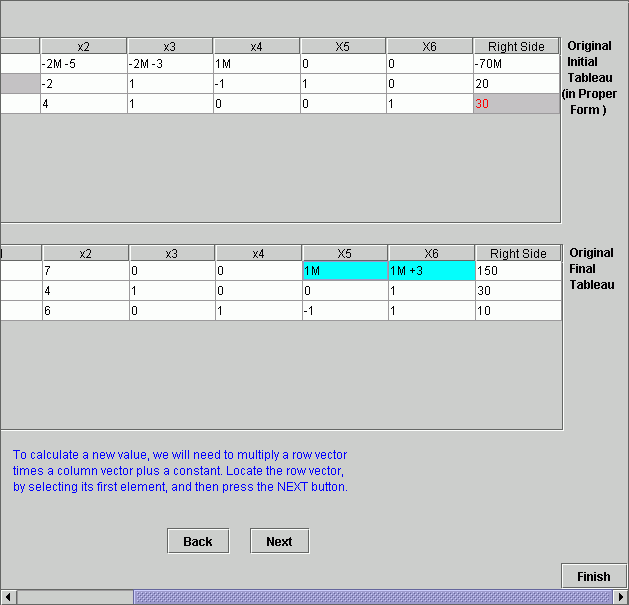 x2 x3 x4 X5 X6 Right Side
-2M -5 -2M -3 1M 0 0 -70M
-2 1 -1 1 0 20
4 1 0 0 1 30
Original
Initial
Tableau
(in Proper
Form )
x2 x3 x4 X5 X6 Right Side
7 0 0 1M 1M +3 150
4 1 0 0 1 30
6 0 1 -1 1 10
Original
Final
Tableau
To calculate a new value, we will need to multiply a row vector
times a column vector plus a constant. Locate the row vector,
by selecting its first element, and then press the NEXT button.
Back Next
Finish